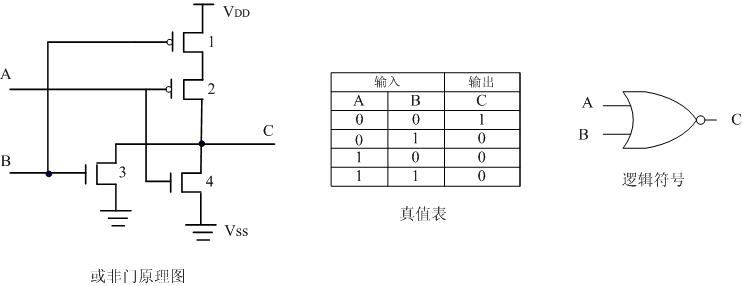 VDD
1
A
2
C
B
3
4
Vss
或非门原理图
输入 输出
A B C
0 0 1
0 1 0
1 0 0
1 1 0
真值表
A
B
C
逻辑符号